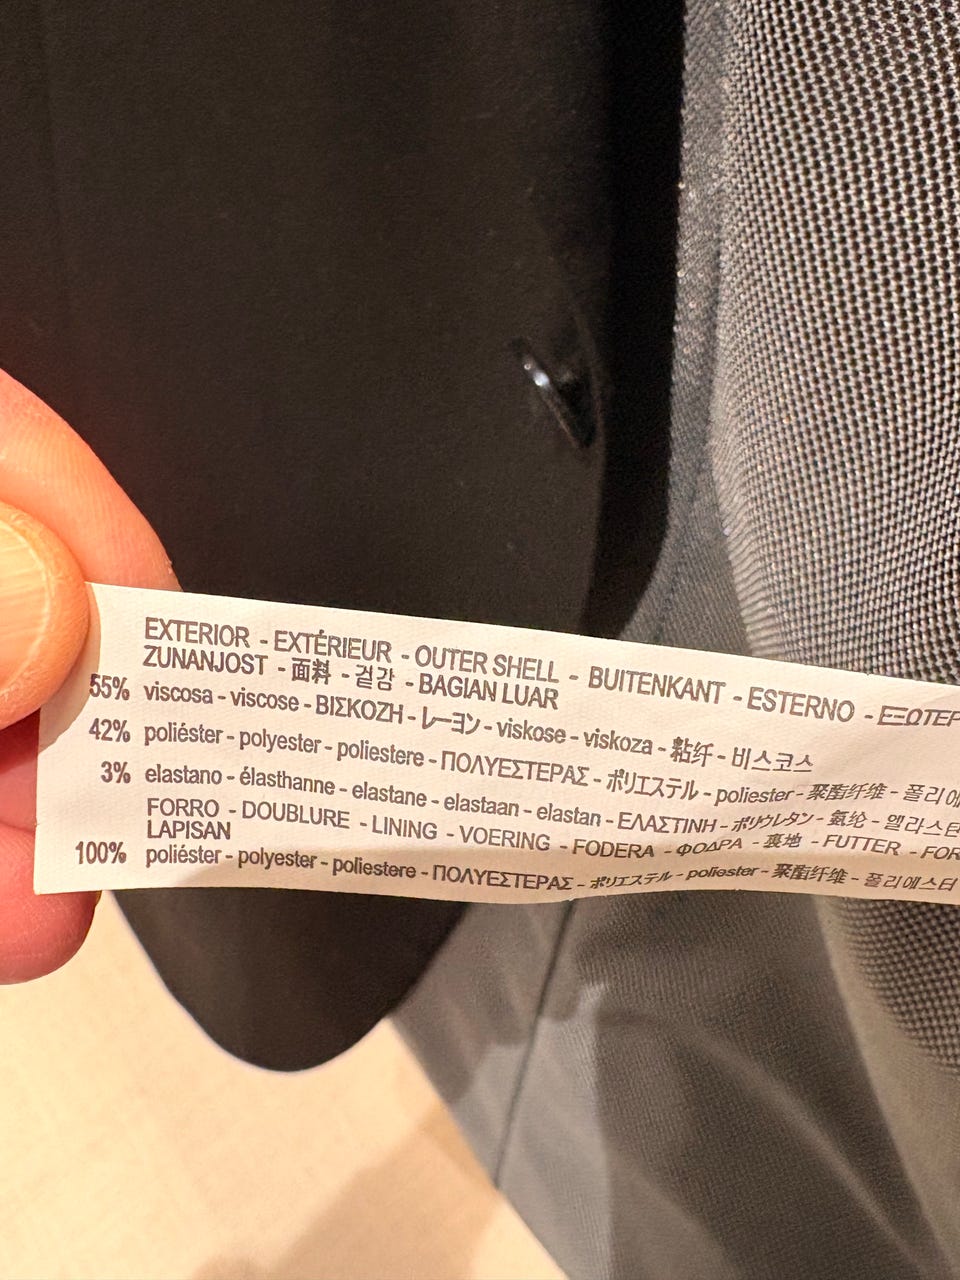 EXTERIOR - EXTÉRIEUR - OUTER SHELL - BUITENKANT - ESTERNO - ΕΞΩΤΕΡ
ZUNANJOST - 面料 - 겉감 - BAGIAN LUAR
55% viscosa - viscose - ΒΙΣΚΟΖΗ - レーヨン - viskose - viskoza - 粘纤 - 비스코스
42% poliéster - polyester - poliestere - ΠΟΛΥΕΣΤΕΡΑΣ - ポリエステル - poliester - 聚酯纤维 - 폴리에
3% elastano - élasthanne - elastane - elastaan - elastan - ΕΛΑΣΤΙΝΗ - ポリウレタン - 氨纶 - 엘라스턴
FORRO - DOUBLURE - LINING - VOERING - FODERA - ΦΟΔΡΑ - 裏地 - FUTTER - FOR
LAPISAN
100% poliéster - polyester - poliestere - ΠΟΛΥΕΣΤΕΡΑΣ - ポリエステル - poliester - 聚酯纤维 - 폴리에스터